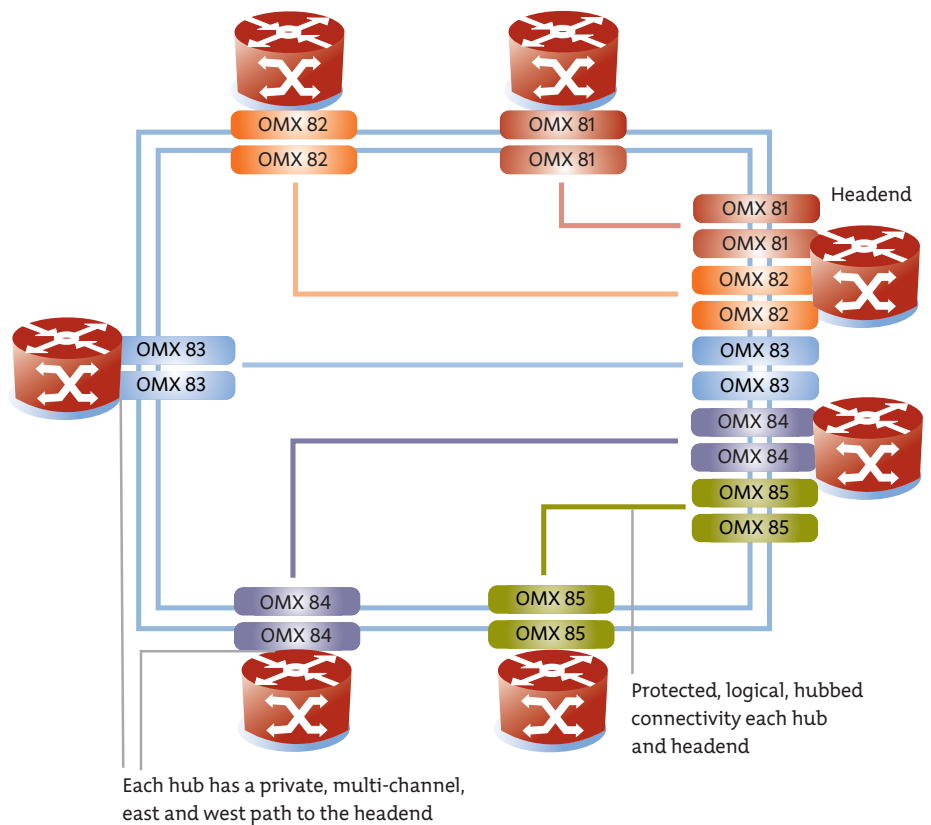 OMX 82
OMX 82
OMX 81
OMX 81
Headend
OMX 81
OMX 81
OMX 82
OMX 82
OMX 83
OMX 83
OMX 84
OMX 84
OMX 85
OMX 85
OMX 83
OMX 83
OMX 84
OMX 84
OMX 85
OMX 85
Protected, logical, hubbed
connectivity each hub
and headend
Each hub has a private, multi-channel,
east and west path to the headend